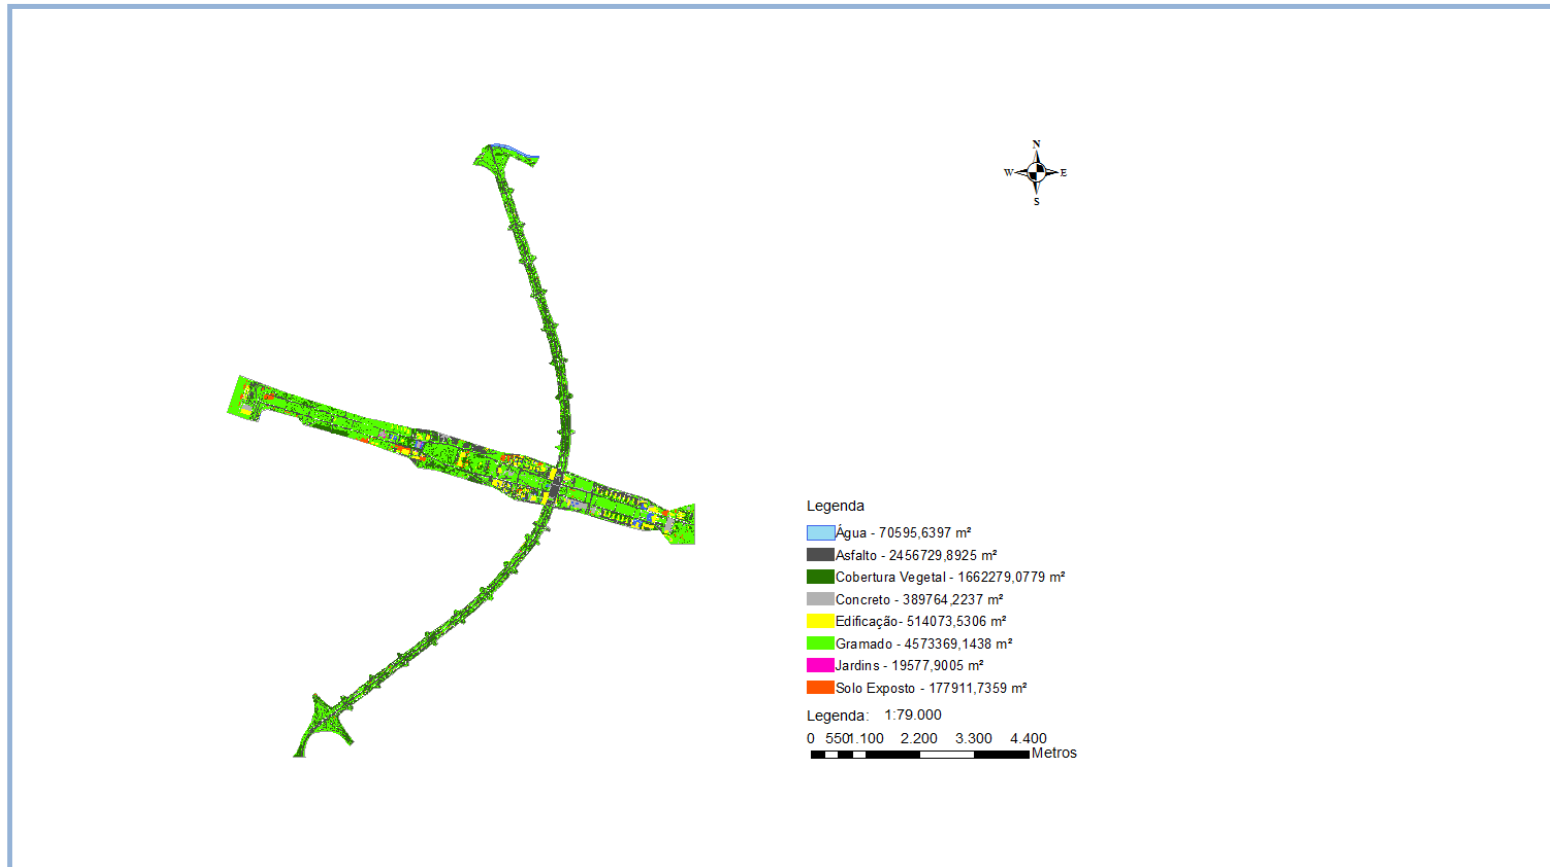 N
W E
S
Legenda
Água - 70595,6397 m²
Asfalto - 2456729,8925 m²
Cobertura Vegetal - 1662279,0779 m²
Concreto - 389764,2237 m²
Edificação- 514073,5306 m²
Gramado - 4573369,1438 m²
Jardins - 19577,9005 m²
Solo Exposto - 177911,7359 m²
Legenda: 1:79.000
0 550 1.100 2.200 3.300 4.400
Metros